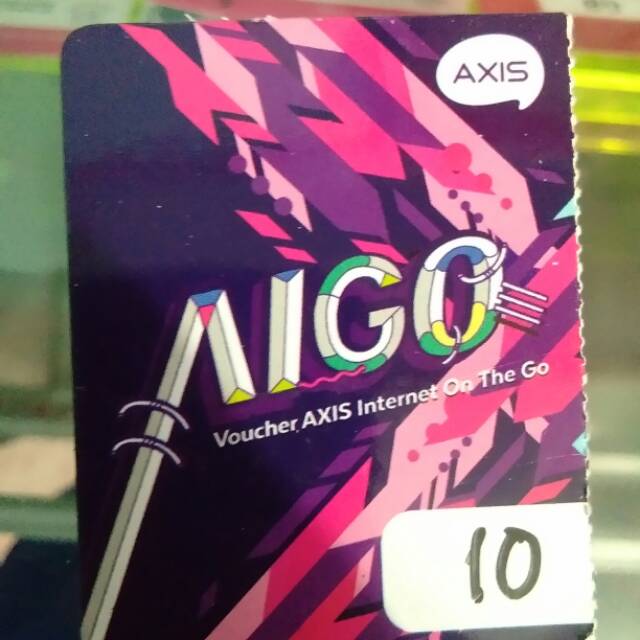 AXIS
AIGO
Voucher AXIS Internet On The Go
10